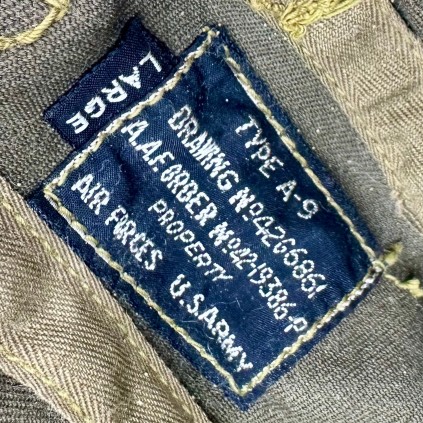 LARGE
TYPE A-9
DRAWING No. 42G6861
A.A.F. ORDER No. 42-19386-P
PROPERTY
AIR FORCES U.S. ARMY